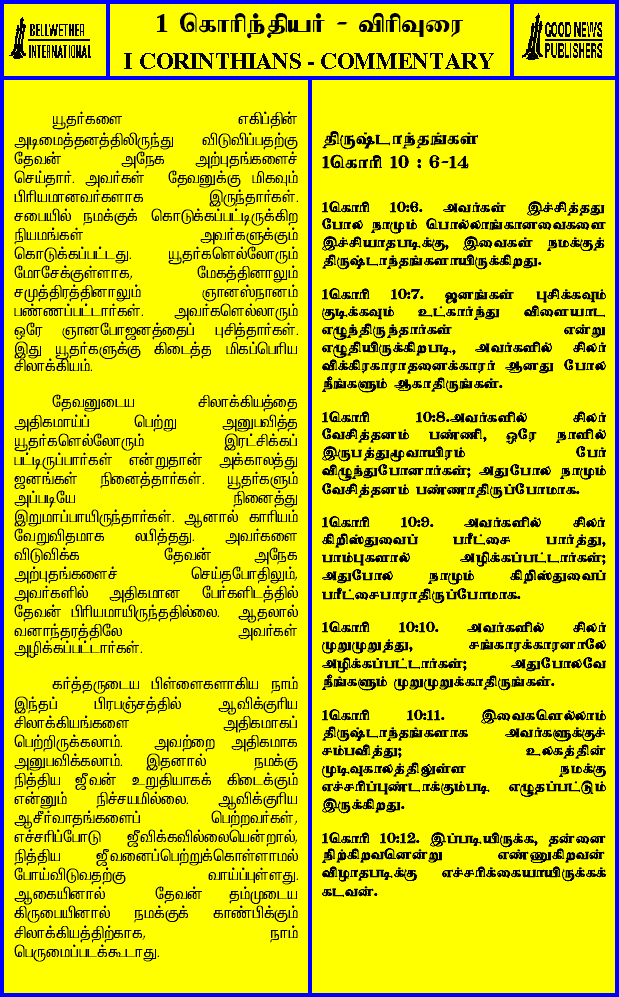 BELLWETHER
INTERNATIONAL
1 கொரிந்தியர் - விரிவுரை
I CORINTHIANS - COMMENTARY
GOOD NEWS
PUBLISHERS
யூதர்களை எகிப்தின்
அடிமைத்தனத்திலிருந்து விடுவிப்பதற்கு
தேவன் அநேக அற்புதங்களைச்
செய்தார். அவர்கள் தேவனுக்கு மிகவும்
பிரியமானவர்களாக இருந்தார்கள்.
சபையில் நமக்குக் கொடுக்கப்பட்டிருக்கிற
நியமங்கள் அவர்களுக்கும்
கொடுக்கப்பட்டது. யூதர்களெல்லோரும்
மோசேக்குள்ளாக, மேகத்தினாலும்
சமுத்திரத்தினாலும் ஞானஸ்நானம்
பண்ணப்பட்டார்கள். அவர்களெல்லாரும்
ஒரே ஞானபோஜனத்தைப் புசித்தார்கள்.
இது யூதர்களுக்கு கிடைத்த மிகப்பெரிய
சிலாக்கியம்.
தேவனுடைய சிலாக்கியத்தை
அதிகமாய்ப் பெற்று அனுபவித்த
யூதர்களெல்லோரும் இரட்சிக்கப்
பட்டிருப்பார்கள் என்றுதான் அக்காலத்து
ஜனங்கள் நினைத்தார்கள். யூதர்களும்
அப்படியே நினைத்து
இறுமாப்பாயிருந்தார்கள். ஆனால் காரியம்
வேறுவிதமாக லபித்தது. அவர்களை
விடுவிக்க தேவன் அநேக
அற்புதங்களைச் செய்தபோதிலும்,
அவர்களில் அதிகமான பேர்களிடத்தில்
தேவன் பிரியமாயிருந்ததில்லை. ஆதலால்
வனாந்தரத்திலே அவர்கள்
அழிக்கப்பட்டார்கள்.
கர்த்தருடைய பிள்ளைகளாகிய நாம்
இந்தப் பிரபஞ்சத்தில் ஆவிக்குரிய
சிலாக்கியங்களை அதிகமாகப்
பெற்றிருக்கலாம். அவற்றை அதிகமாக
அனுபவிக்கலாம். இதனால் நமக்கு
நித்திய ஜீவன் உறுதியாகக் கிடைக்கும்
என்னும் நிச்சயமில்லை. ஆவிக்குரிய
ஆசீர்வாதங்களைப் பெற்றவர்கள்,
எச்சரிப்போடு ஜீவிக்கவில்லையென்றால்,
நித்திய ஜீவனைப்பெற்றுக்கொள்ளாமல்
போய்விடுவதற்கு வாய்ப்புள்ளது.
ஆகையினால் தேவன் தம்முடைய
கிருபையினால் நமக்குக் காண்பிக்கும்
சிலாக்கியத்திற்காக, நாம்
பெருமைப்படக்கூடாது.
திருஷ்டாந்தங்கள்
1கொரி 10 : 6-14
1கொரி 10:6. அவர்கள் இச்சித்தது
போல நாமும் பொல்லாங்கானவைகளை
இச்சியாதபடிக்கு, இவைகள் நமக்குத்
திருஷ்டாந்தங்களாயிருக்கிறது.
1கொரி 10:7. ஜனங்கள் புசிக்கவும்
குடிக்கவும் உட்கார்ந்து விளையாட
எழுந்திருந்தார்கள் என்று
எழுதியிருக்கிறபடி, அவர்களில் சிலர்
விக்கிரகாராதனைக்காரர் ஆனது போல
நீங்களும் ஆகாதிருங்கள்.
1கொரி 10:8.அவர்களில் சிலர்
வேசித்தனம் பண்ணி, ஒரே நாளில்
இருபத்துமூவாயிரம் பேர்
விழுந்துபோனார்கள்; அதுபோல நாமும்
வேசித்தனம் பண்ணாதிருப்போமாக.
1கொரி 10:9. அவர்களில் சிலர்
கிறிஸ்துவைப் பரீட்சை பார்த்து,
பாம்புகளால் அழிக்கப்பட்டார்கள்;
அதுபோல நாமும் கிறிஸ்துவைப்
பரீட்சைபாராதிருப்போமாக.
1கொரி 10:10. அவர்களில் சிலர்
முறுமுறுத்து, சங்காரக்காரனாலே
அழிக்கப்பட்டார்கள்; அதுபோலவே
நீங்களும் முறுமுறுக்காதிருங்கள்.
1கொரி 10:11. இவைகளெல்லாம்
திருஷ்டாந்தங்களாக அவர்களுக்குச்
சம்பவித்தது; உலகத்தின்
முடிவுகாலத்திலுள்ள நமக்கு
எச்சரிப்புண்டாக்கும்படி எழுதப்பட்டும்
இருக்கிறது.
1கொரி 10:12. இப்படியிருக்க, தன்னை
நிற்கிறவனென்று எண்ணுகிறவன்
விழாதபடிக்கு எச்சரிக்கையாயிருக்கக்
கடவன்.